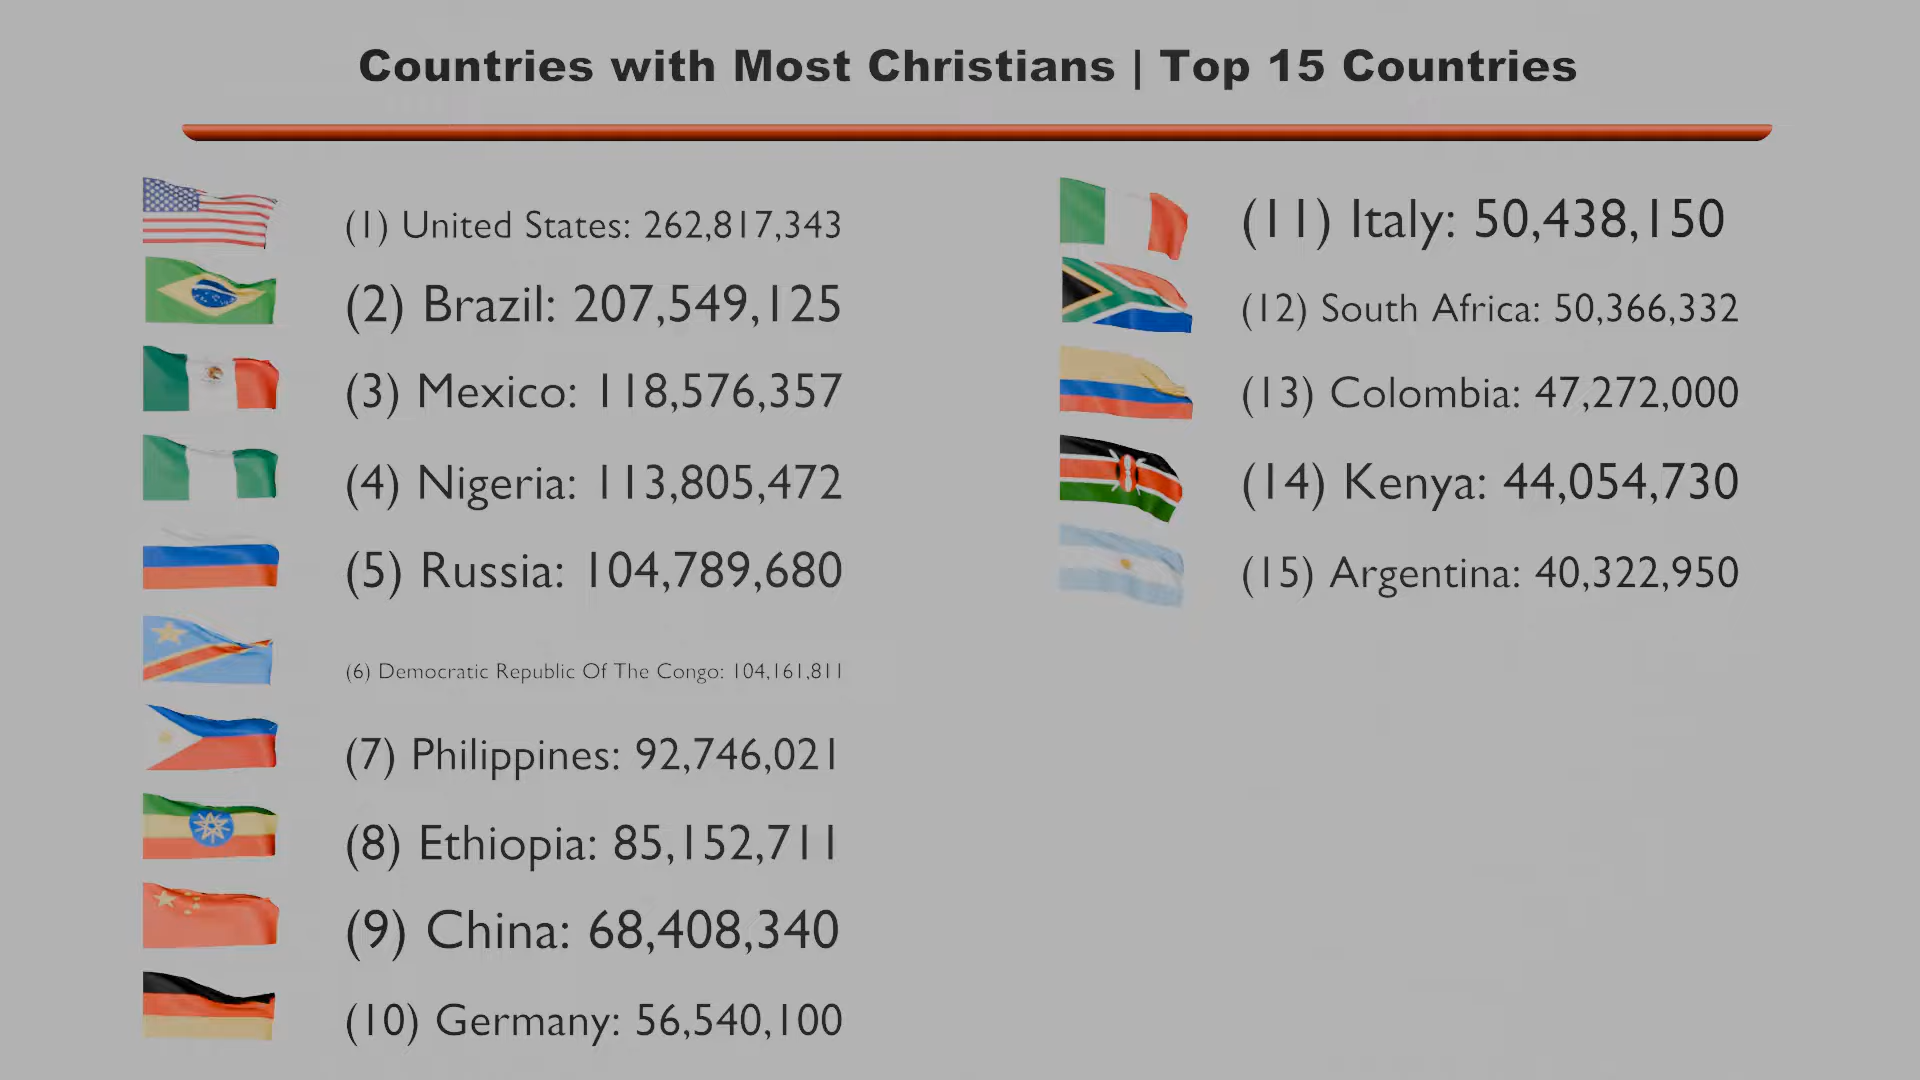 Countries with Most Christians | Top 15 Countries
(1) United States: 262,817,343
(2) Brazil: 207,549,125
(3) Mexico: 118,576,357
(4) Nigeria: 113,805,472
(5) Russia: 104,789,680
(6) Democratic Republic Of The Congo: 104,161,811
(7) Philippines: 92,746,021
(8) Ethiopia: 85,152,711
(9) China: 68,408,340
(10) Germany: 56,540,100
(11) Italy: 50,438,150
(12) South Africa: 50,366,332
(13) Colombia: 47,272,000
(14) Kenya: 44,054,730
(15) Argentina: 40,322,950